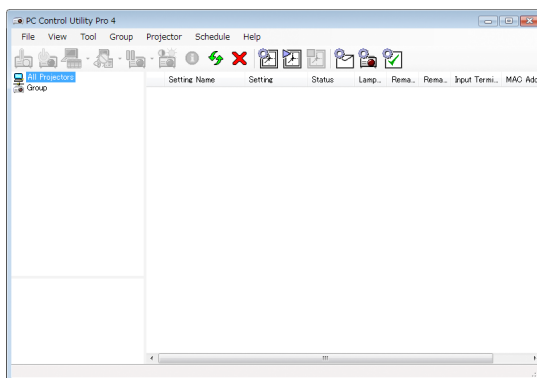 PC Control Utility Pro 4
File View Tool Group Projector Schedule Help
All Projectors
Group
Setting Name Setting Status Lamp... Rema... Rema... Input Termi... MAC Add